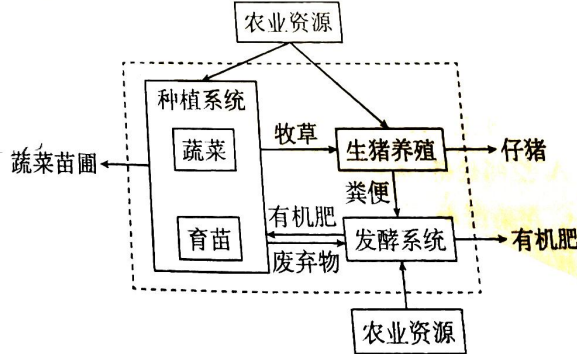 农业资源
种植系统
蔬菜
牧草
生猪养殖
仔猪
蔬菜苗圃
粪便
有机肥
育苗
发酵系统
有机肥
废弃物
农业资源